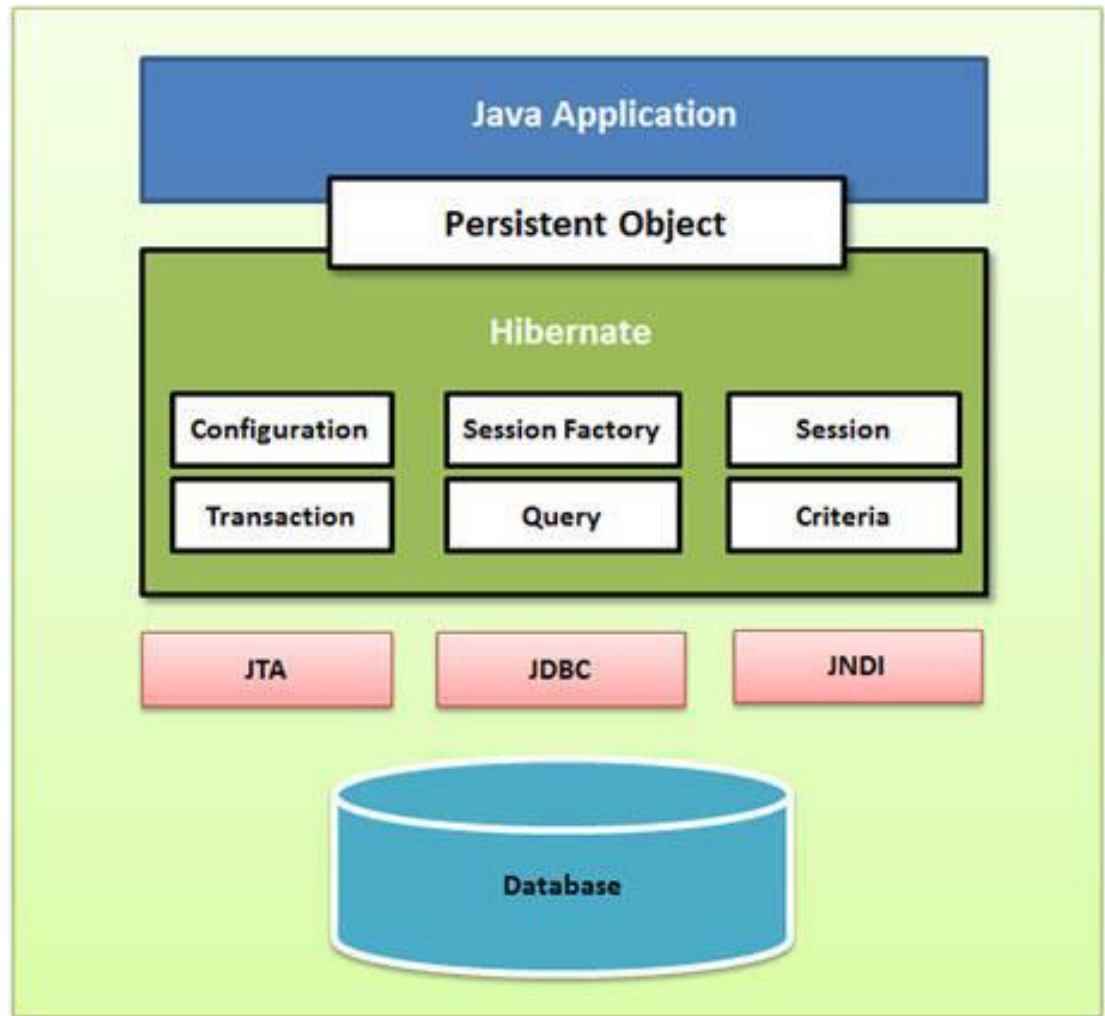 Java Application
Persistent Object
Hibernate
Configuration
Session Factory
Session
Transaction
Query
Criteria
JTA
JDBC
JNDI
Database